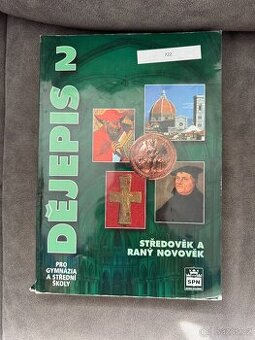 DĚJEPIS 2
PRO
GYMNÁZIA
A STŘEDNÍ
ŠKOLY
STŘEDOVĚK A
RANÝ NOVOVĚK
SPN